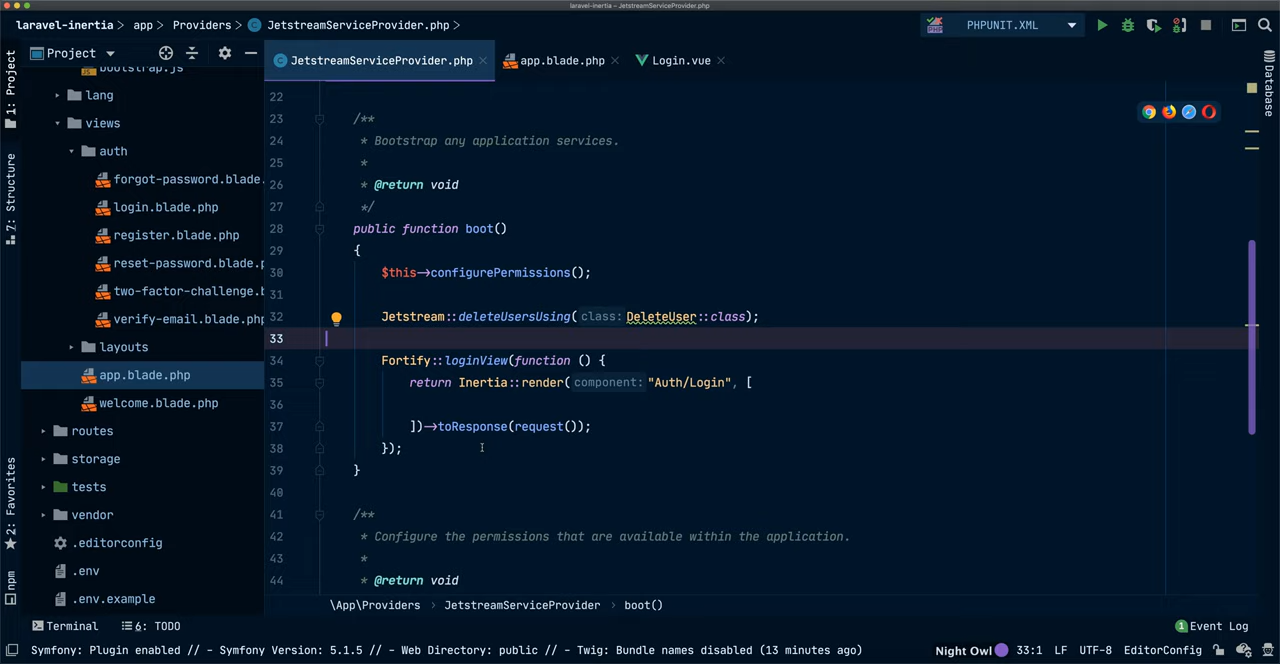 laravel-inertia – JetstreamServiceProvider.php
laravel-inertia > app > Providers > JetstreamServiceProvider.php >
PHPUNIT.XML
Project
JetstreamServiceProvider.php
app.blade.php
Login.vue
1: Project
7: Structure
2: Favorites
npm
Database
bootstrap.js
lang
views
auth
forgot-password.blade.
login.blade.php
register.blade.php
reset-password.blade.p
two-factor-challenge.b
verify-email.blade.php
layouts
app.blade.php
welcome.blade.php
routes
storage
tests
vendor
.editorconfig
.env
.env.example
22
23 /**
24 * Bootstrap any application services.
25 *
26 * @return void
27 */
28 public function boot()
29 {
30 $this→configurePermissions();
31
32 Jetstream::deleteUsersUsing( class: DeleteUser::class);
33
34 Fortify::loginView(function () {
35 return Inertia::render( component: "Auth/Login", [
36
37 ])→toResponse(request());
38 });
39 }
40
41 /**
42 * Configure the permissions that are available within the application.
43 *
44 * @return void
\App\Providers > JetstreamServiceProvider > boot()
Terminal
6: TODO
1 Event Log
Symfony: Plugin enabled // - Symfony Version: 5.1.5 // - Web Directory: public // - Twig: Bundle names disabled (13 minutes ago)
Night Owl
33:1 LF UTF-8 EditorConfig